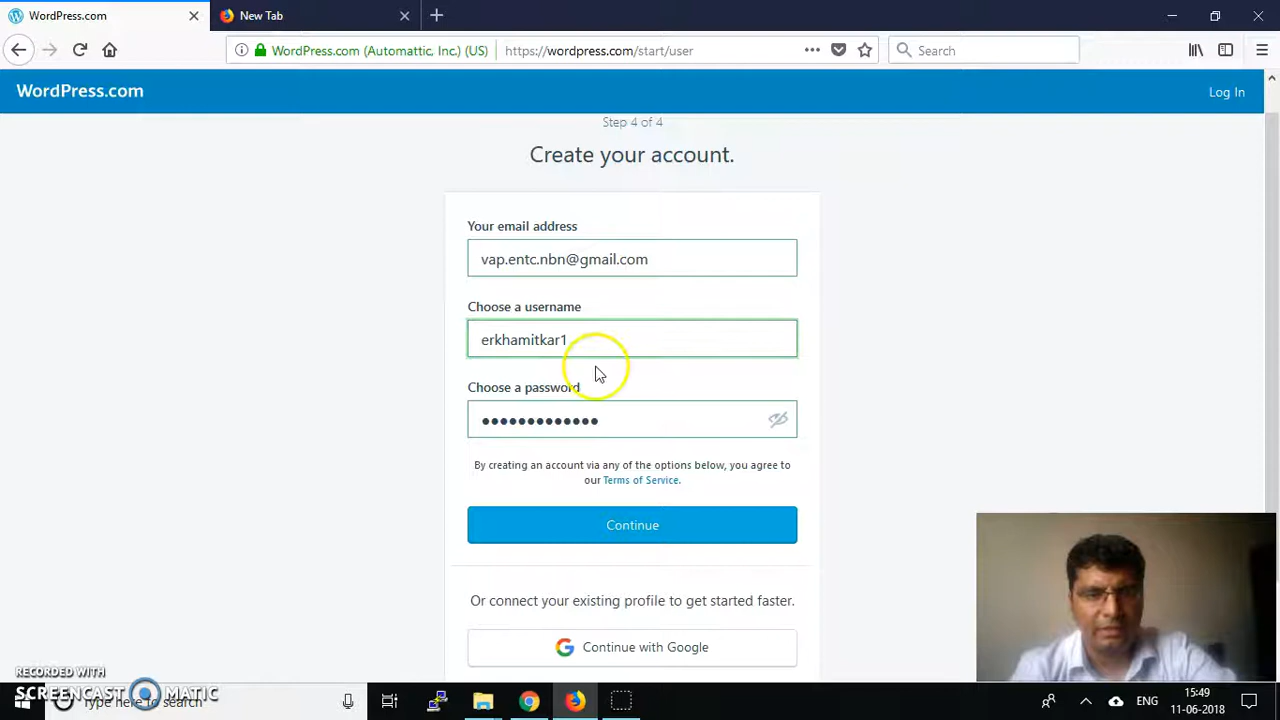 WordPress.com
New Tab
WordPress.com (Automattic, Inc.) (US)
https://wordpress.com/start/user
Search
WordPress.com
Log In
Step 4 of 4
Create your account.
Your email address
vap.entc.nbn@gmail.com
Choose a username
erkhamitkar1
Choose a password
By creating an account via any of the options below, you agree to
our Terms of Service.
Continue
Or connect your existing profile to get started faster.
Continue with Google
RECORDED WITH
SCREENCAST MATIC
Type here to search
ENG
15:49
11-06-2018